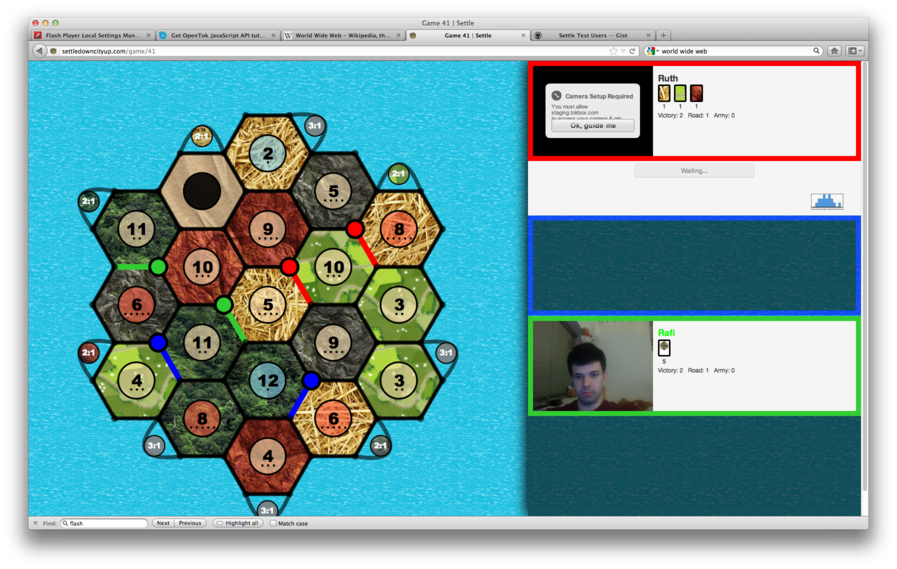 Game 41 | Settle
Flash Player Local Settings Man...
Get OpenTok JavaScript API tut...
World Wide Web – Wikipedia, th...
Game 41 | Settle
Settle Test Users — Gist
settledowncityup.com/game/41
world wide web
Camera Setup Required
You must allow
staging.tokbox.com
Ok, guide me
Ruth
1 1 1
Victory: 2 Road: 1 Army: 0
Waiting...
Rafi
5
Victory: 2 Road: 1 Army: 0
3:1
2:1
2
5
2:1
2:1
11
9
8
10
10
6
5
3
11
9
2:1
3:1
4
12
3
8
6
3:1
2:1
4
3:1
Find: flash Next Previous Highlight all Match case